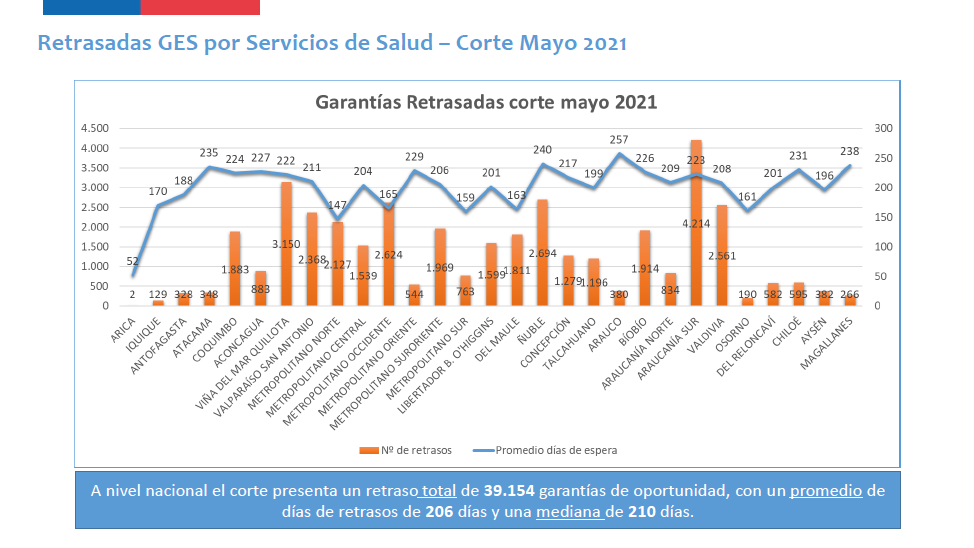 Retrasadas GES por Servicios de Salud – Corte Mayo 2021
Garantías Retrasadas corte mayo 2021
4.500
4.000
3.500
3.000
2.500
2.000
1.500
1.000
500
0
300
250
200
150
100
50
0
52 170 188 235 224 227 222 211 147 204 165 229 206 159 201 163 240 217 199 257 226 209 223 208 161 201 231 196 238
2 129 328 348 1.883 883 3.150 2.368 2.127 1.539 2.624 544 1.969 763 1.599 1.811 2.694 1.279 1.196 380 1.914 834 4.214 2.561 190 582 595 382 266
ARICA
IQUIQUE
ANTOFAGASTA
ATACAMA
COQUIMBO
ACONCAGUA
VIÑA DEL MAR QUILLOTA
VALPARAÍSO SAN ANTONIO
METROPOLITANO NORTE
METROPOLITANO CENTRAL
METROPOLITANO OCCIDENTE
METROPOLITANO ORIENTE
METROPOLITANO SURORIENTE
METROPOLITANO SUR
LIBERTADOR B. O'HIGGINS
DEL MAULE
ÑUBLE
CONCEPCIÓN
TALCAHUANO
ARAUCO
BÍOBÍO
ARAUCANÍA NORTE
ARAUCANÍA SUR
VALDIVIA
OSORNO
DEL RELONCAVÍ
CHILOÉ
AYSÉN
MAGALLANES
Nº de retrasos
Promedio días de espera
A nivel nacional el corte presenta un retraso total de 39.154 garantías de oportunidad, con un promedio de
días de retrasos de 206 días y una mediana de 210 días.